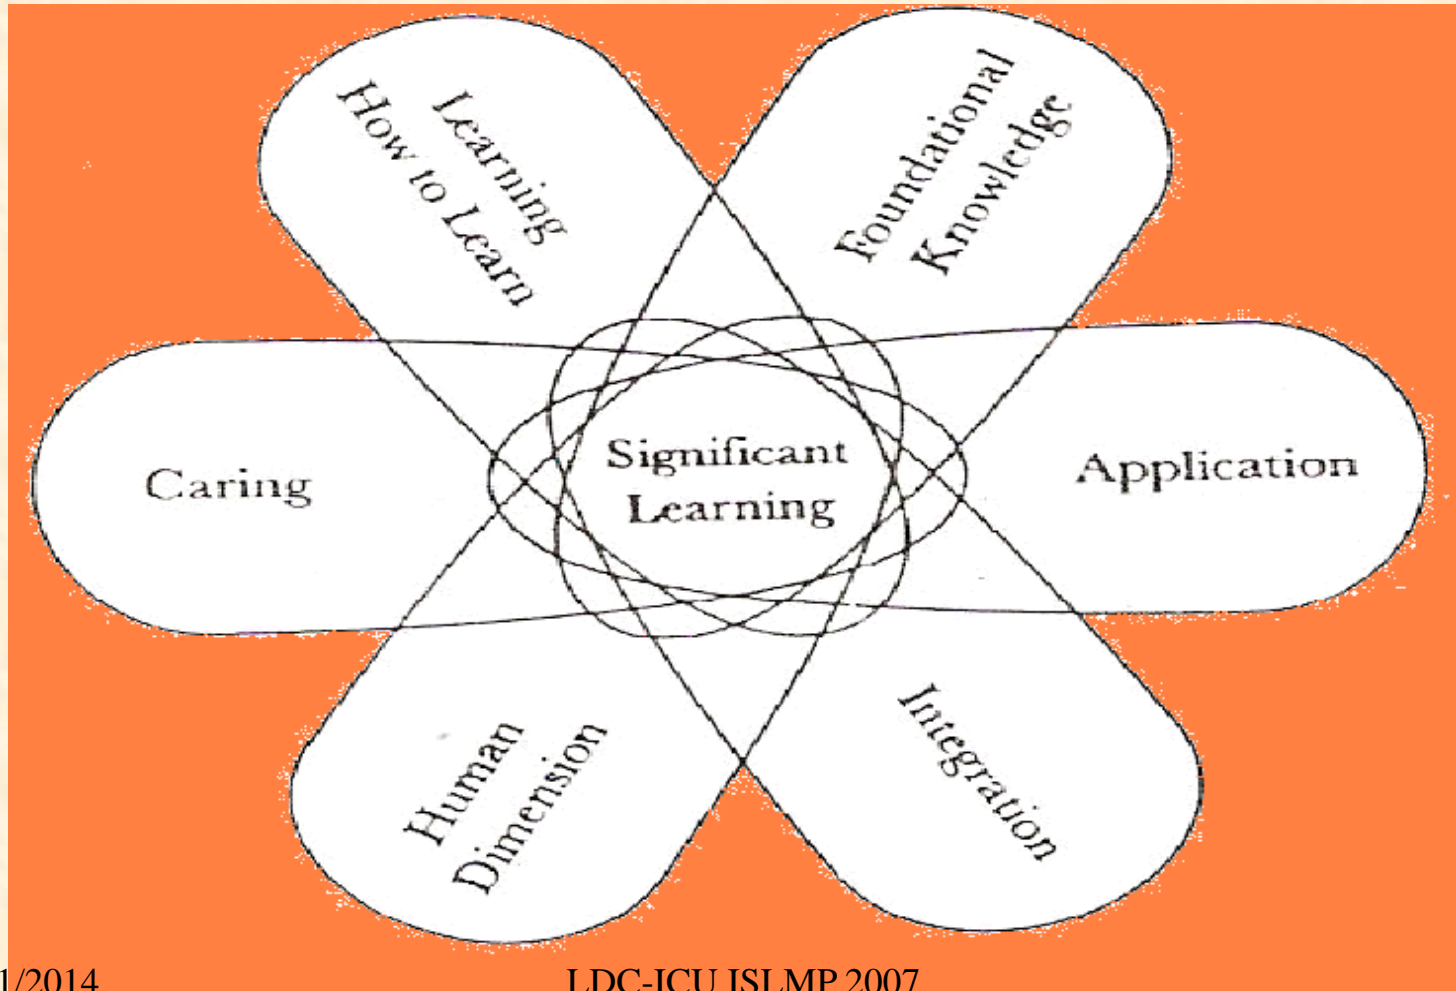 Learning
How to Learn
Foundational
Knowledge
Caring
Significant
Learning
Application
Human
Dimension
Integration
1/2014
LDC-ICU ISLMP 2007